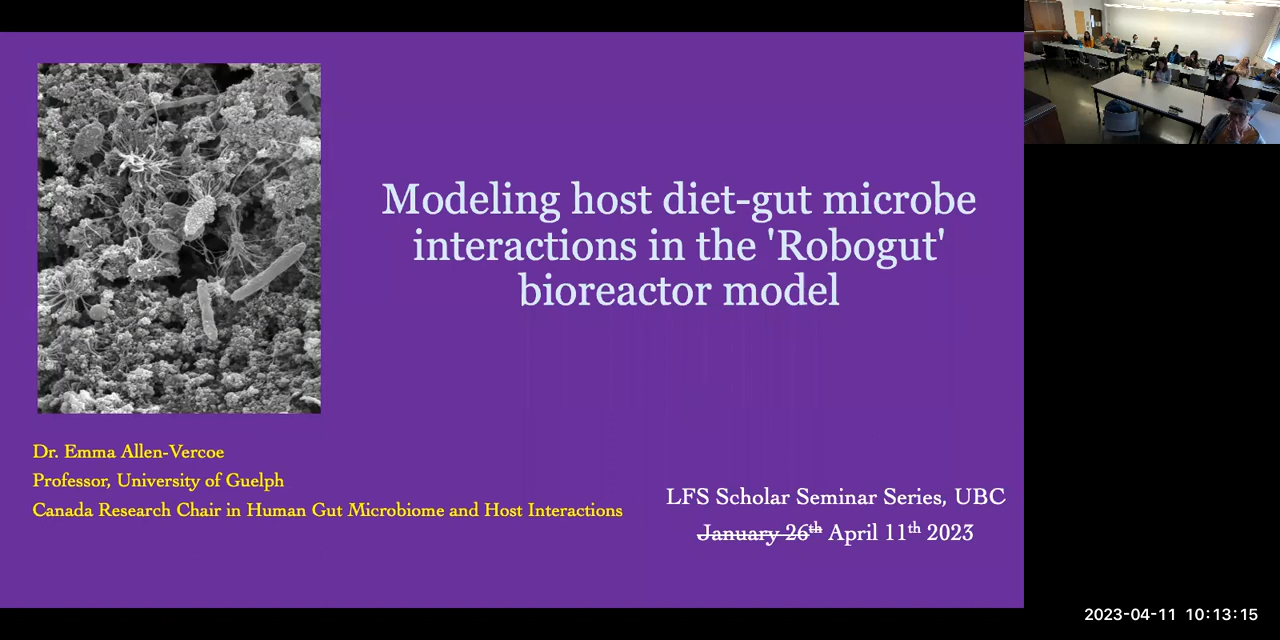 Modeling host diet-gut microbe
interactions in the 'Robogut'
bioreactor model
Dr. Emma Allen-Vercoe
Professor, University of Guelph
Canada Research Chair in Human Gut Microbiome and Host Interactions
LFS Scholar Seminar Series, UBC
January 26th April 11th 2023
2023-04-11 10:13:15